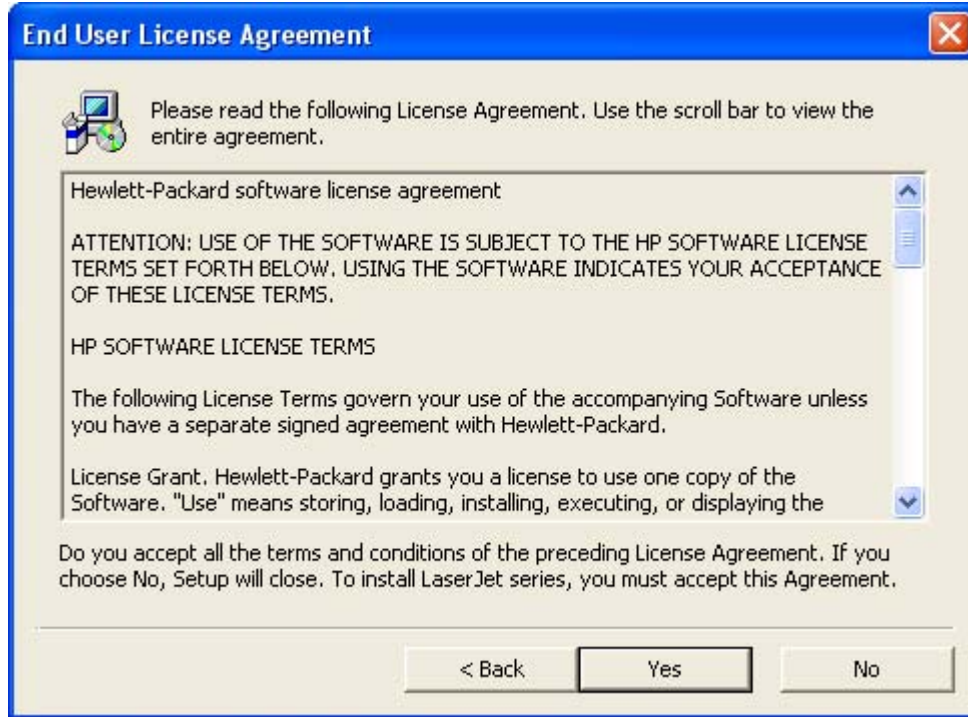 End User License Agreement
Please read the following License Agreement. Use the scroll bar to view the
entire agreement.
Hewlett-Packard software license agreement
ATTENTION: USE OF THE SOFTWARE IS SUBJECT TO THE HP SOFTWARE LICENSE
TERMS SET FORTH BELOW. USING THE SOFTWARE INDICATES YOUR ACCEPTANCE
OF THESE LICENSE TERMS.
HP SOFTWARE LICENSE TERMS
The following License Terms govern your use of the accompanying Software unless
you have a separate signed agreement with Hewlett-Packard.
License Grant. Hewlett-Packard grants you a license to use one copy of the
Software. "Use" means storing, loading, installing, executing, or displaying the
Do you accept all the terms and conditions of the preceding License Agreement. If you
choose No, Setup will close. To install LaserJet series, you must accept this Agreement.
< Back Yes No